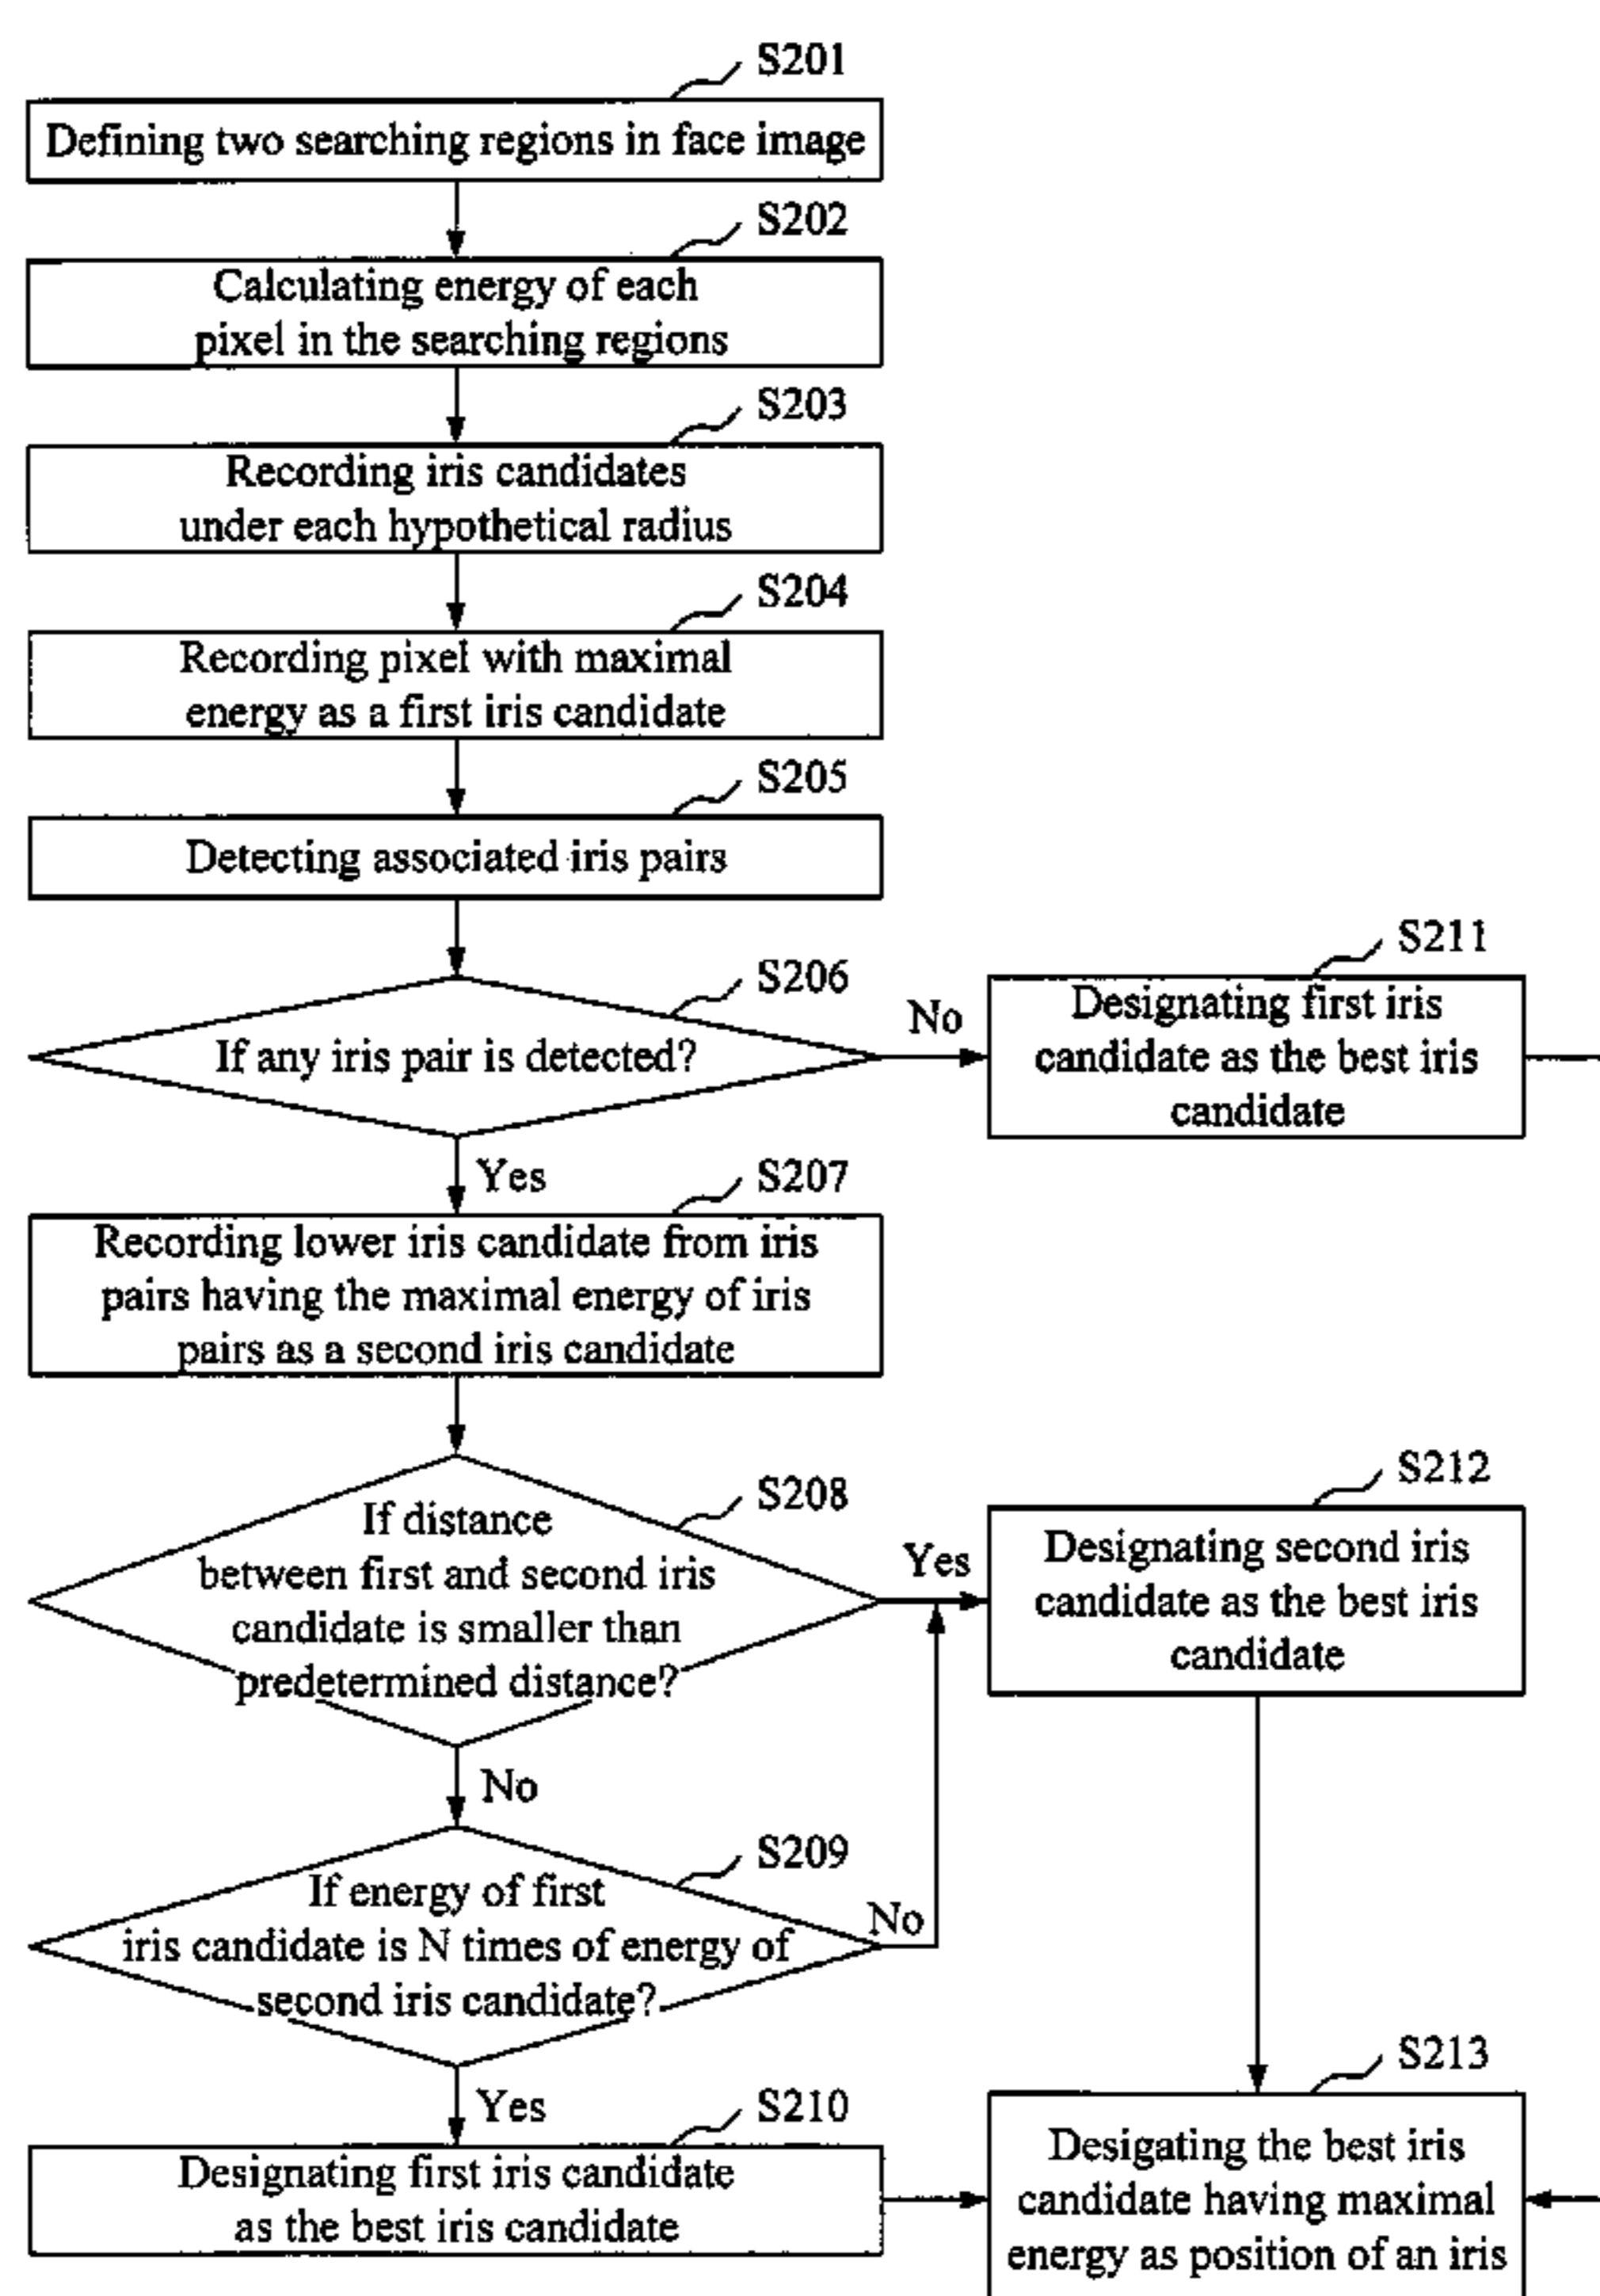 S201
Defining two searching regions in face image
S202
Calculating energy of each
pixel in the searching regions
S203
Recording iris candidates
under each hypothetical radius
S204
Recording pixel with maximal
energy as a first iris candidate
S205
Detecting associated iris pairs
S206
If any iris pair is detected?
No
S211
Designating first iris
candidate as the best iris
candidate
Yes
S207
Recording lower iris candidate from iris
pairs having the maximal energy of iris
pairs as a second iris candidate
S208
If distance
between first and second iris
candidate is smaller than
predetermined distance?
Yes
S212
Designating second iris
candidate as the best iris
candidate
No
S209
If energy of first
iris candidate is N times of energy of
second iris candidate?
No
Yes
S210
Designating first iris candidate
as the best iris candidate
S213
Desigating the best iris
candidate having maximal
energy as position of an iris